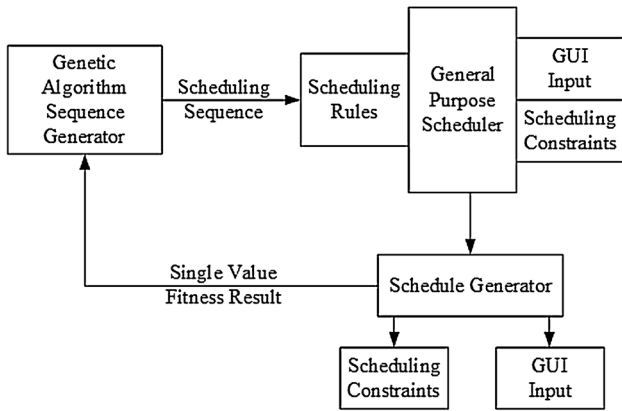 Genetic
Algorithm
Sequence
Generator
Scheduling
Sequence
Scheduling
Rules
General
Purpose
Scheduler
GUI
Input
Scheduling
Constraints
Single Value
Fitness Result
Schedule Generator
Scheduling
Constraints
GUI
Input